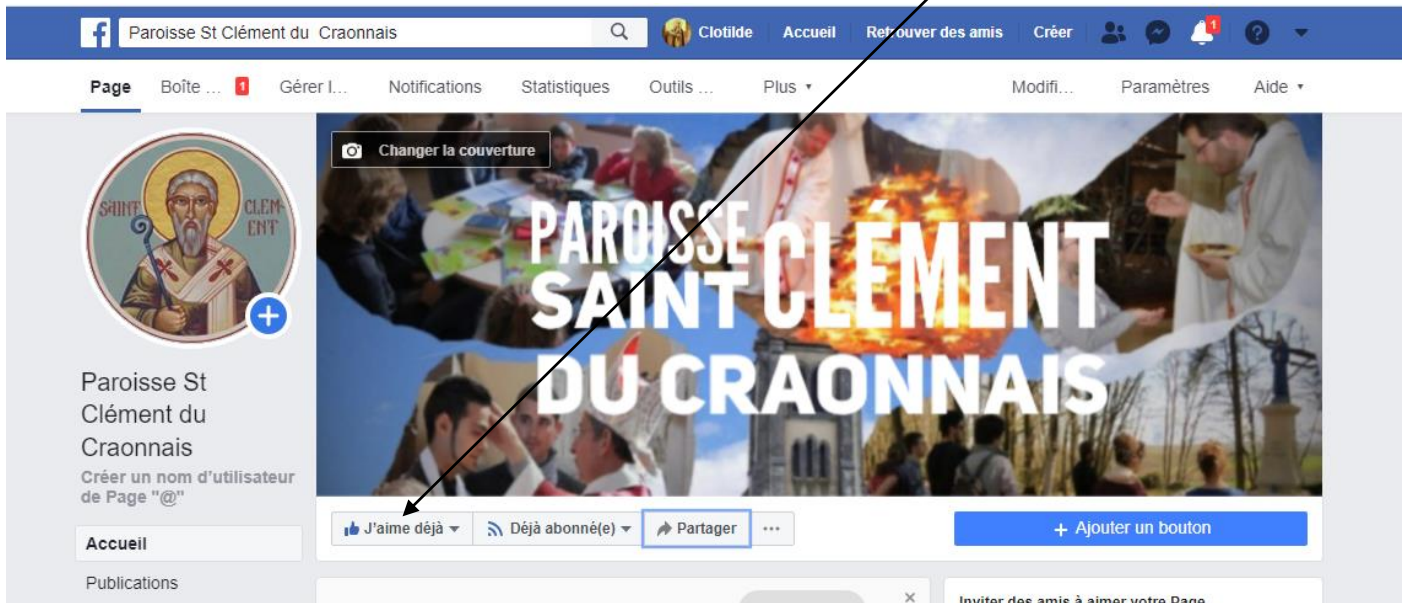 Paroisse St Clément du Craonnais Clotilde Accueil Retrouver des amis Créer 1
Page Boîte ... 1 Gérer l... Notifications Statistiques Outils ... Plus Modifi... Paramètres Aide
Changer la couverture
SAINT CLEM-
ENT
PAROISSE
SAINT CLÉMENT
DU CRAONNAIS
Paroisse St
Clément du
Craonnais
Créer un nom d'utilisateur
de Page "@"
J'aime déjà Déjà abonné(e) Partager ... + Ajouter un bouton
Accueil
Publications
Inviter des amis à aimer votre Page